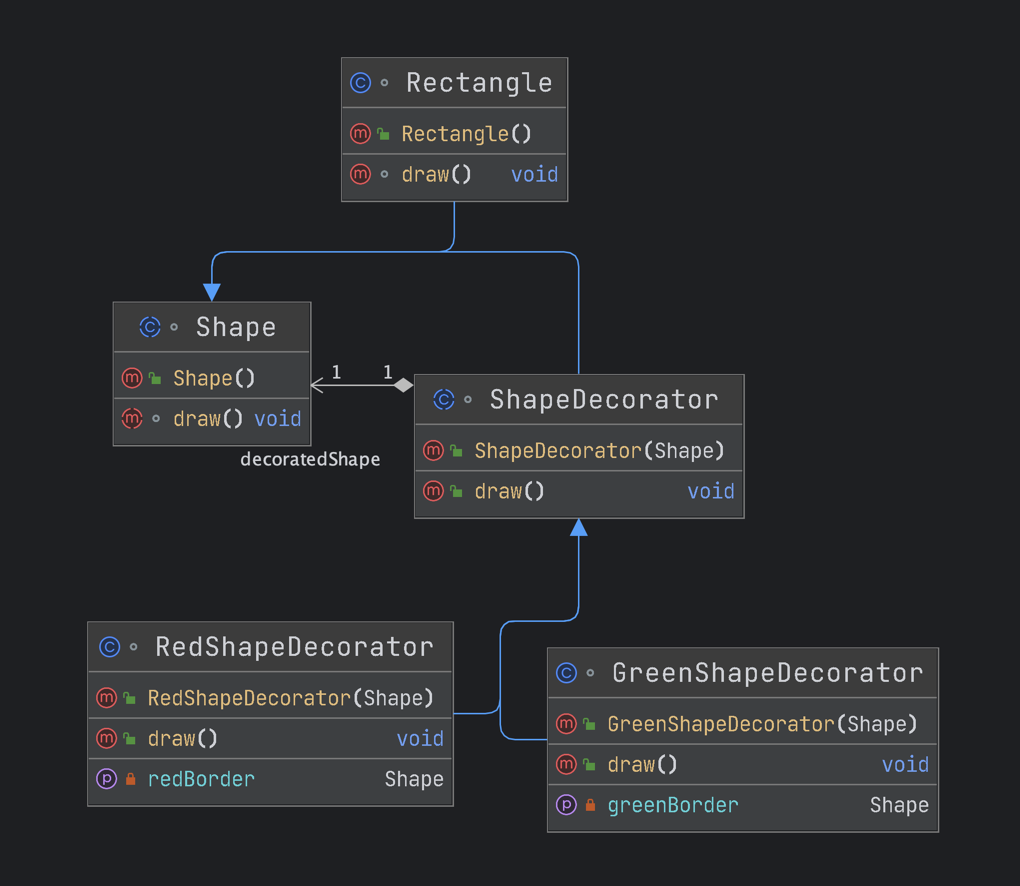 Rectangle
Rectangle()
draw() void
Shape
Shape()
draw() void
1 1
decoratedShape
ShapeDecorator
ShapeDecorator(Shape)
draw() void
RedShapeDecorator
RedShapeDecorator(Shape)
draw() void
redBorder Shape
GreenShapeDecorator
GreenShapeDecorator(Shape)
draw() void
greenBorder Shape